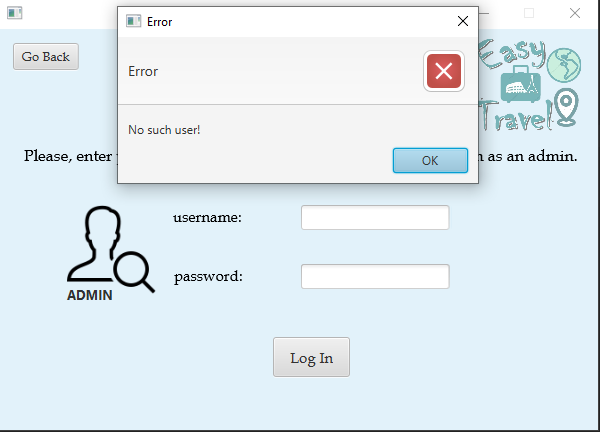 Error
Go Back
Error
Easy
Travel
No such user!
OK
Please, enter
as an admin.
username:
password:
ADMIN
Log In